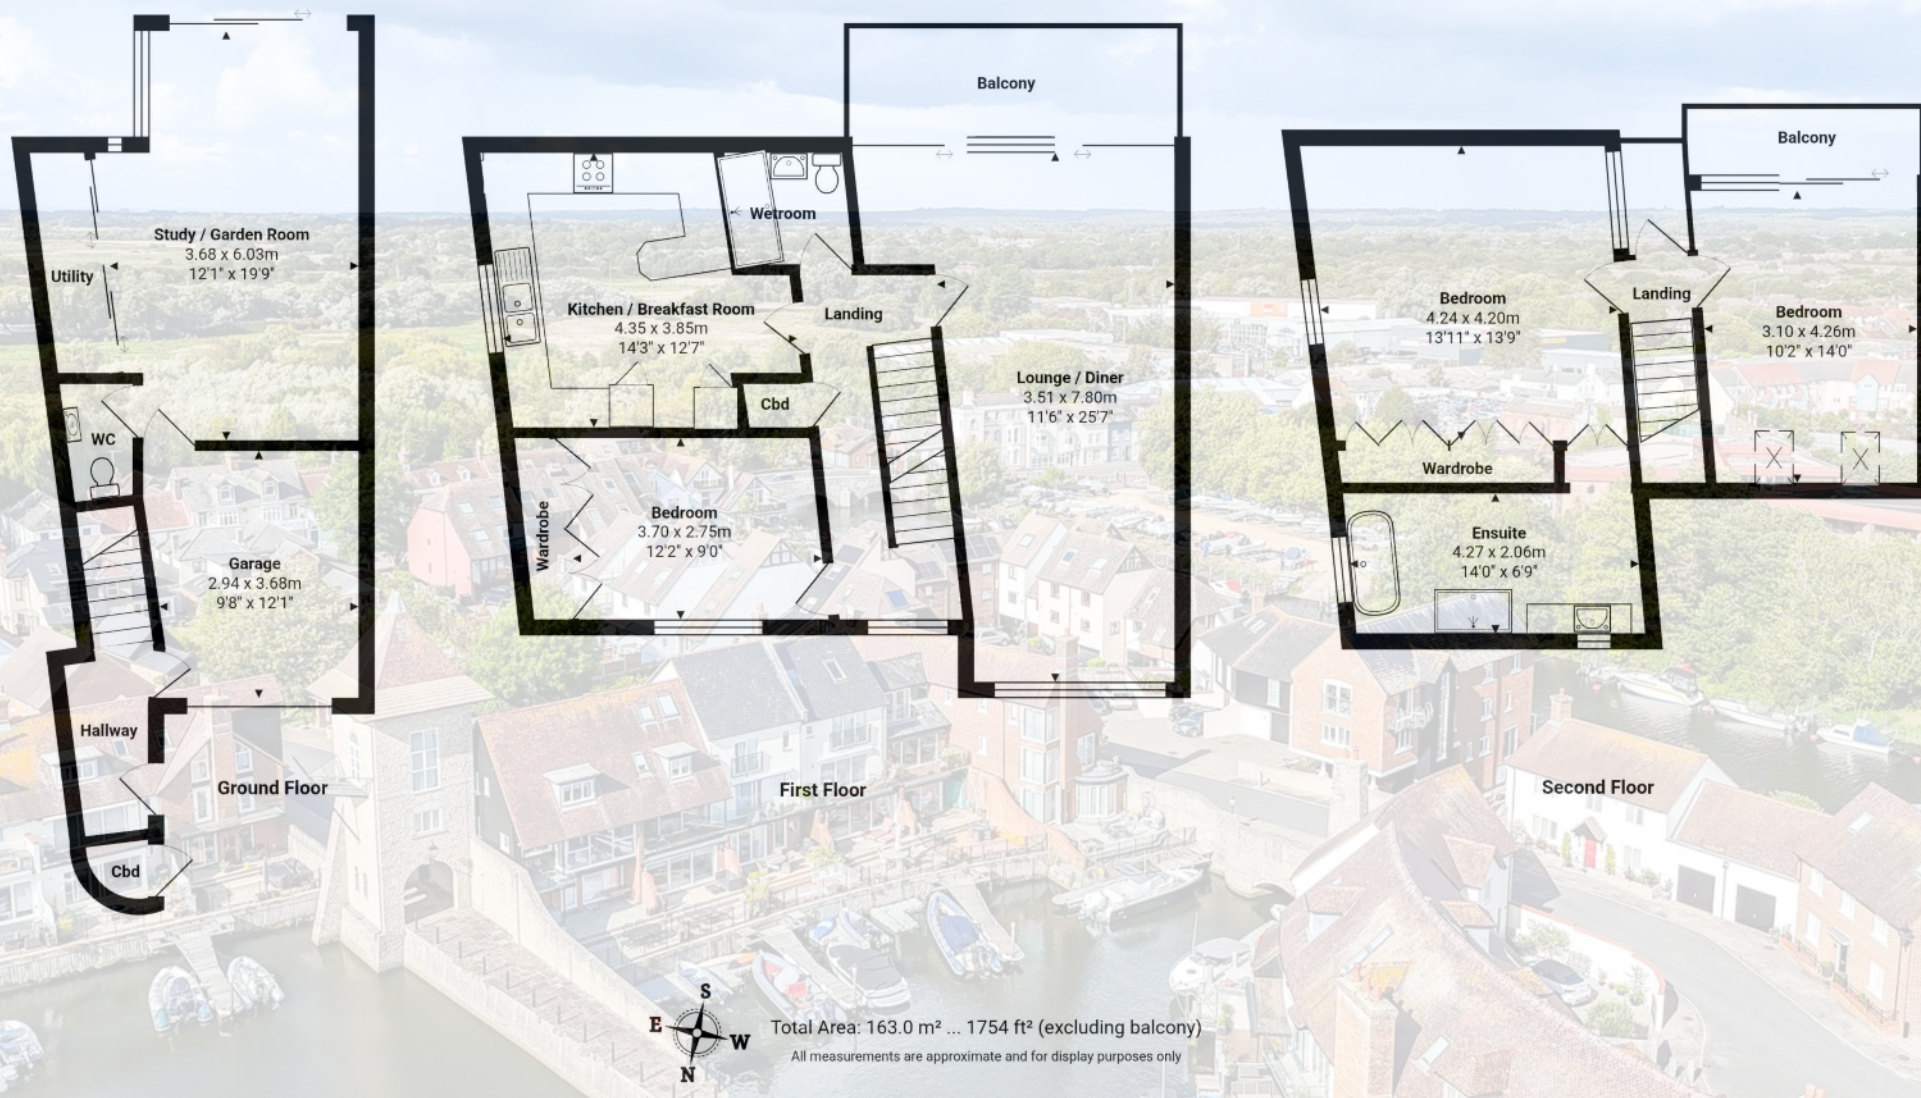 Study / Garden Room
3.68 x 6.03m
12'1" x 19'9"
Utility
WC
Garage
2.94 x 3.68m
9'8" x 12'1"
Hallway
Cbd
Ground Floor
Balcony
Wetroom
Kitchen / Breakfast Room
4.35 x 3.85m
14'3" x 12'7"
Landing
Lounge / Diner
3.51 x 7.80m
11'6" x 25'7"
Cbd
Wardrobe
Bedroom
3.70 x 2.75m
12'2" x 9'0"
First Floor
Balcony
Bedroom
4.24 x 4.20m
13'11" x 13'9"
Landing
Bedroom
3.10 x 4.26m
10'2" x 14'0"
Wardrobe
Ensuite
4.27 x 2.06m
14'0" x 6'9"
Second Floor
S
E
W
N
Total Area: 163.0 m² ... 1754 ft² (excluding balcony)
All measurements are approximate and for display purposes only